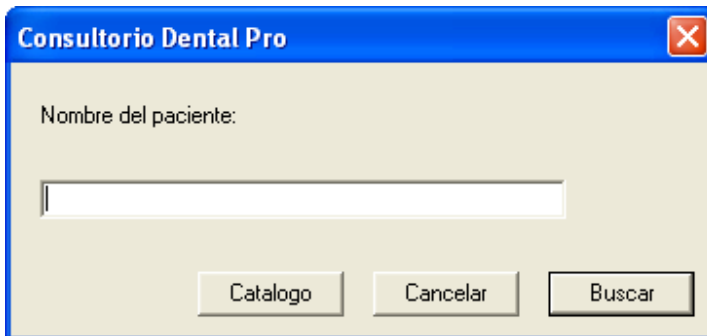 Consultorio Dental Pro
Nombre del paciente:
Catalogo Cancelar Buscar